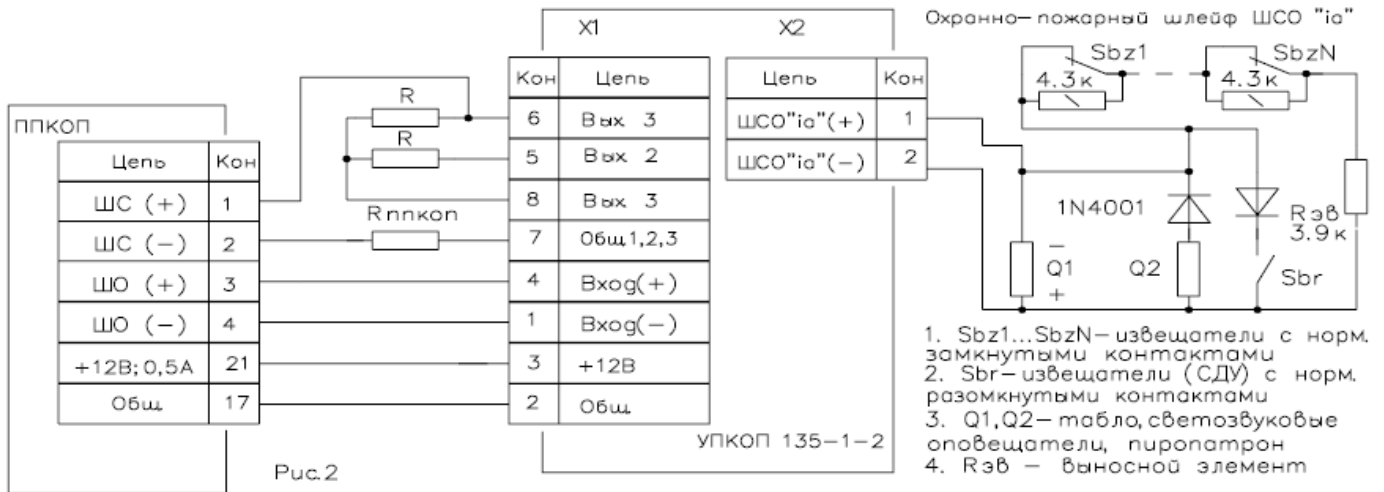 Охранно-пожарный шлейф ШСО "ia"
X1
X2
Sbz1
SbzN
4.3к
4.3к
Кон
Цепь
6
Вых 3
5
Вых 2
8
Вых 3
7
Общ1,2,3
4
Вход(+)
1
Вход(-)
3
+12В
2
Общ
Цепь
Кон
ШСО"ia"(+)
1
ШСО"ia"(-)
2
R
R
Rппкоп
ППКОП
Цепь
Кон
ШС (+)
1
ШС (-)
2
ШО (+)
3
ШО (-)
4
+12В; 0,5А
21
Общ
17
1N4001
Rэв
3.9к
–
Q1
+
Q2
Sbr
УПКОП 135-1-2
Рис.2
1. Sbz1...SbzN-извещатели с норм.
замкнутыми контактами
2. Sbr-извещатели (СДУ) с норм.
разомкнутыми контактами
3. Q1,Q2-табло,светозвуковые
оповещатели, пиропатрон
4. Rэв - выносной элемент